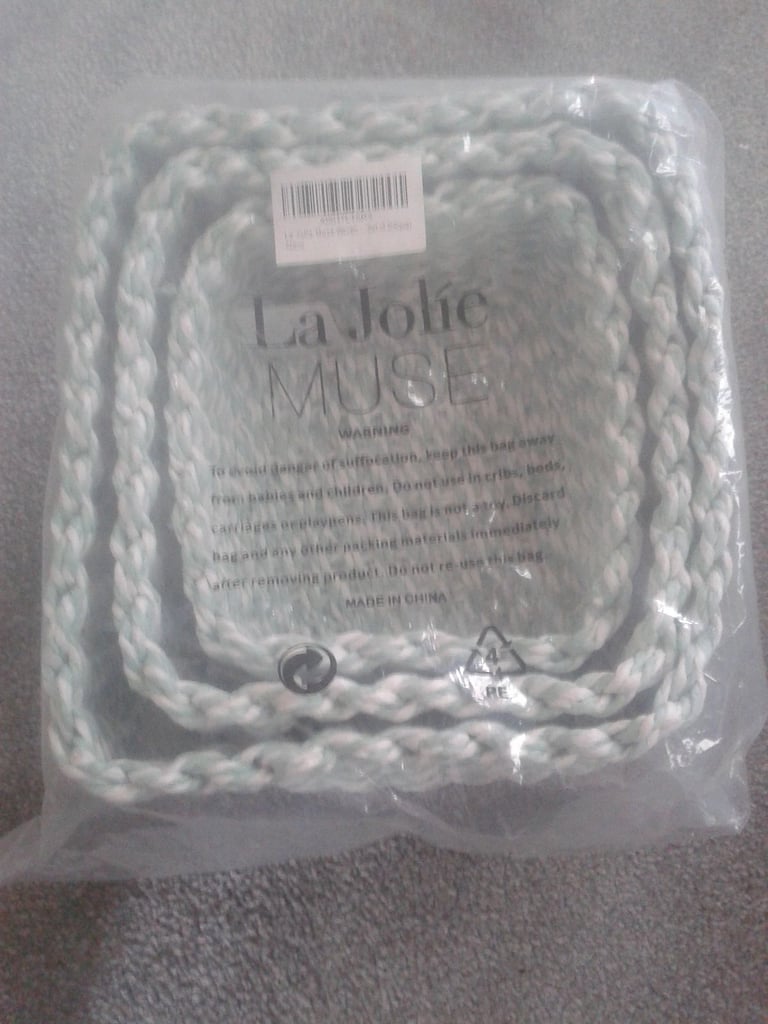 La Jolíe
MUSE
WARNING
To avoid danger of suffocation, keep this bag away
from babies and children. Do not use in cribs, beds,
carriages or playpens. This bag is not a toy. Discard
bag and any other packing materials immediately
after removing product. Do not re-use this bag.
MADE IN CHINA
4
PE